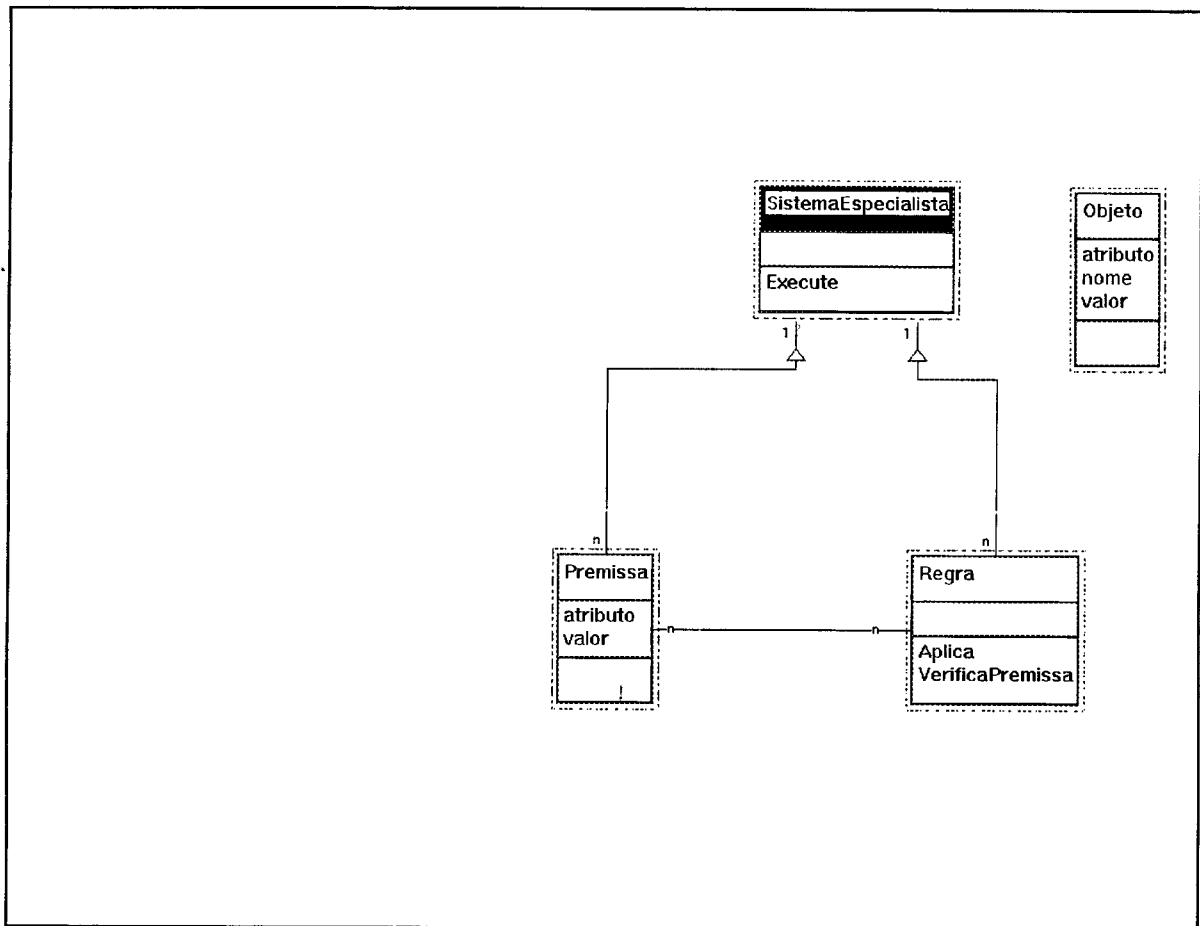 SistemaEspecialista
Execute
Objeto
atributo
nome
valor
1
1
n
n
Premissa
atributo
valor
n
n
Regra
Aplica
VerificaPremissa